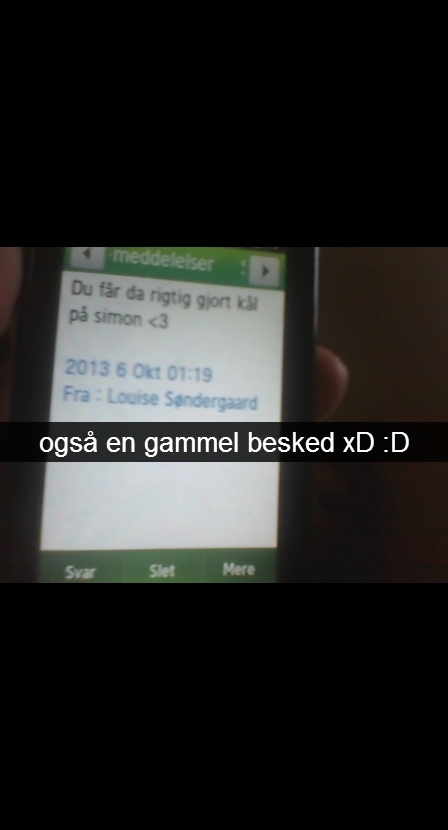 meddelelser
Du får da rigtig gjort kål
på simon <3
2013 6 Okt 01:19
Fra : Louise Søndergaard
også en gammel besked xD :D
Svar Slet Mere